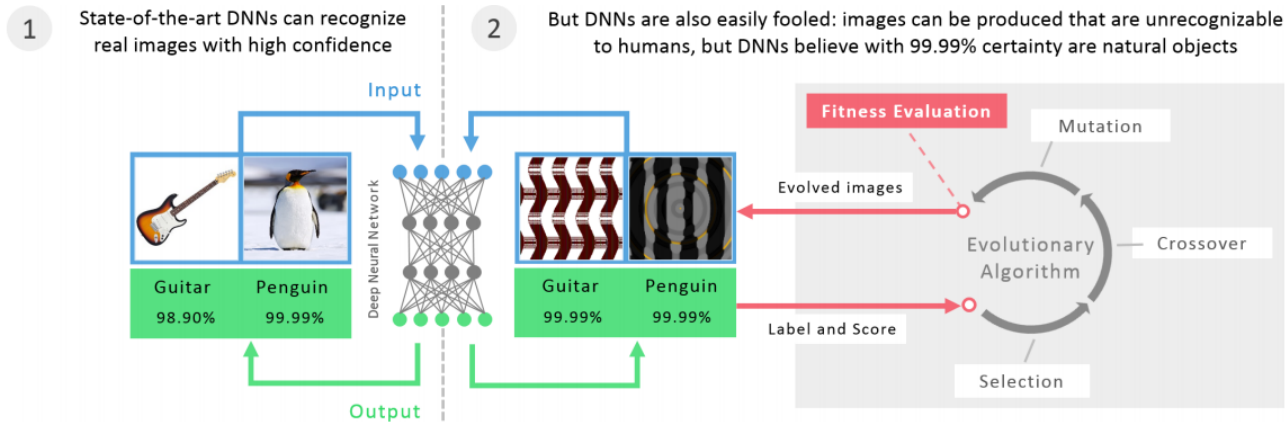 1
State-of-the-art DNNs can recognize
real images with high confidence
2
But DNNs are also easily fooled: images can be produced that are unrecognizable
to humans, but DNNs believe with 99.99% certainty are natural objects
Input
Fitness Evaluation
Mutation
Deep Neural Network
Evolved images
Evolutionary
Algorithm
Crossover
Guitar
98.90%
Penguin
99.99%
Guitar
99.99%
Penguin
99.99%
Label and Score
Selection
Output